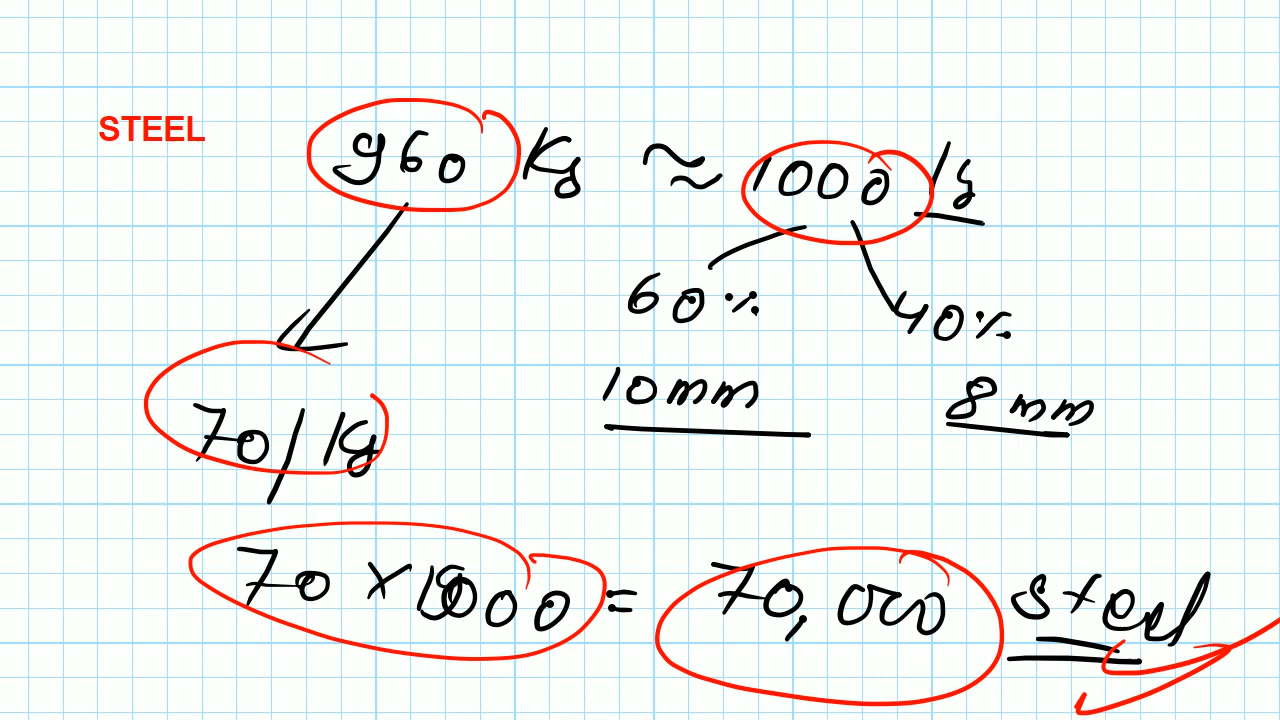 STEEL 960 Kg ≈ 1000 Kg
60% 40%
10mm 8mm
70/Kg
70 × 1000 = 70,000 steel